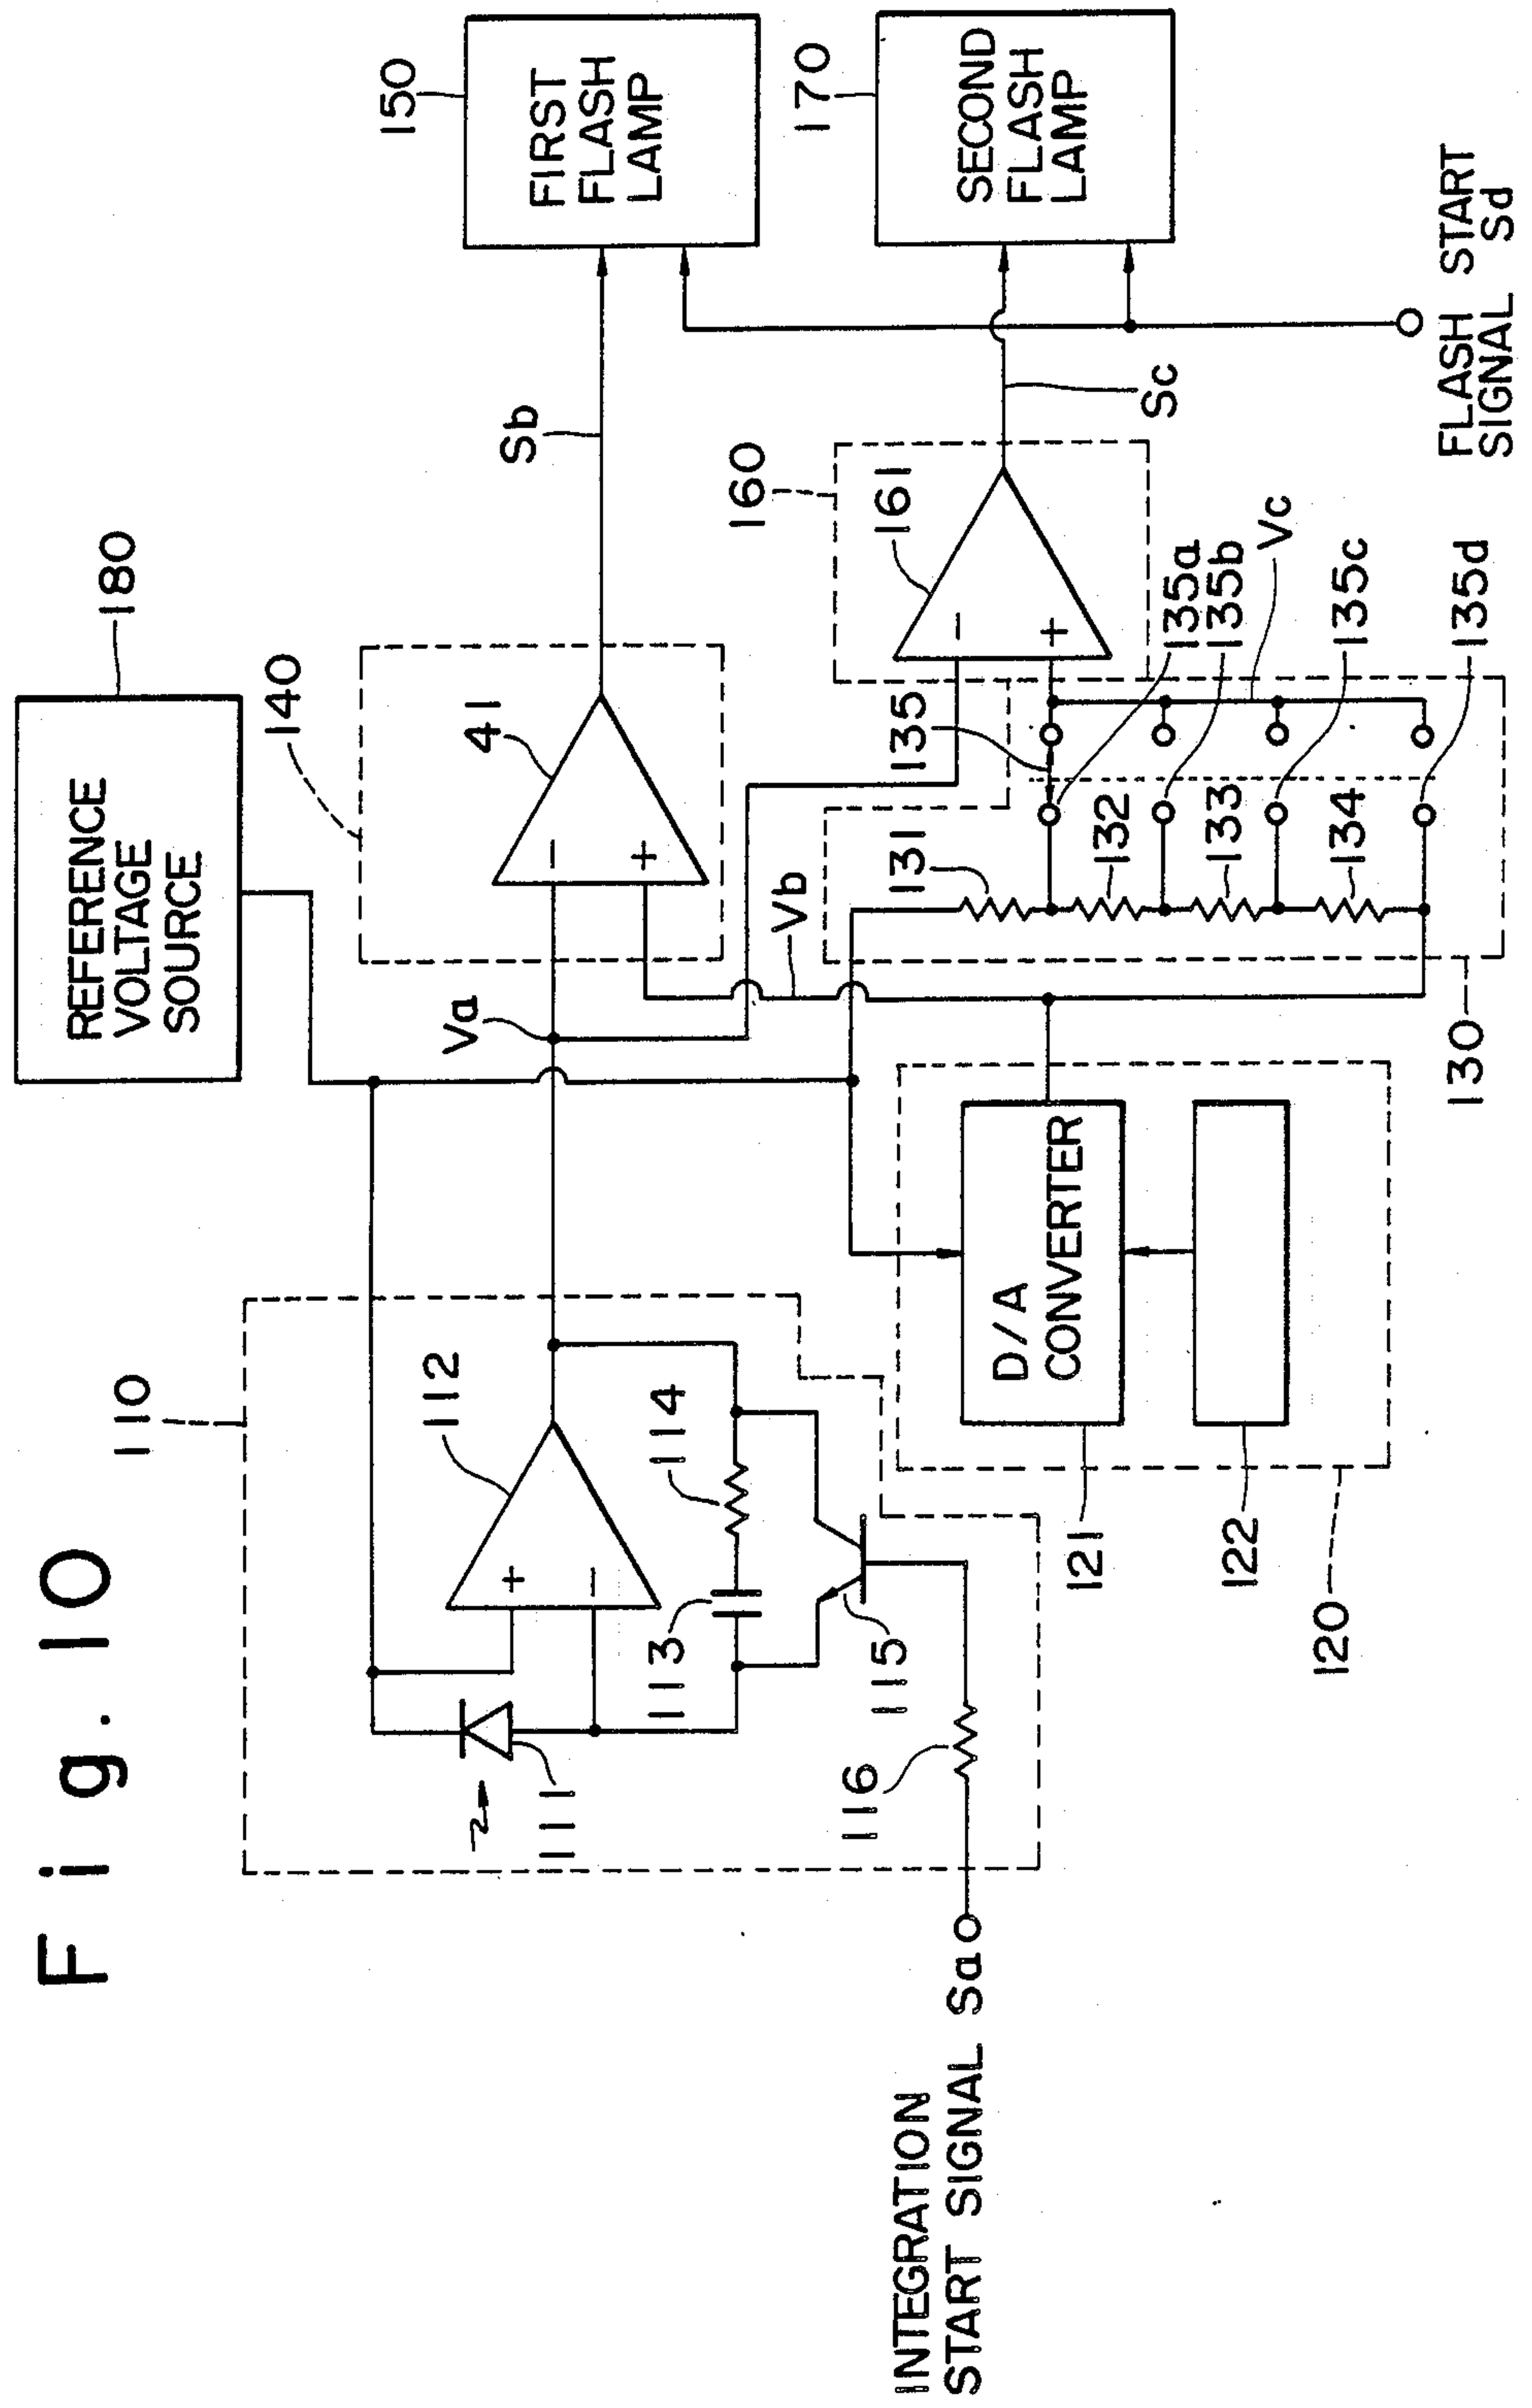 Fig. 10
REFERENCE
VOLTAGE
SOURCE
180
110
140
150
FIRST
FLASH
LAMP
Sb
41
−
+
112
+
−
Va
111
113
114
115
116
INTEGRATION
START SIGNAL Sa
D/A
CONVERTER
121
122
120
Vb
130
131
132
133
134
135
135a
135b
135c
135d
Vc
160
161
−
+
Sc
170
SECOND
FLASH
LAMP
FLASH START
SIGNAL Sd